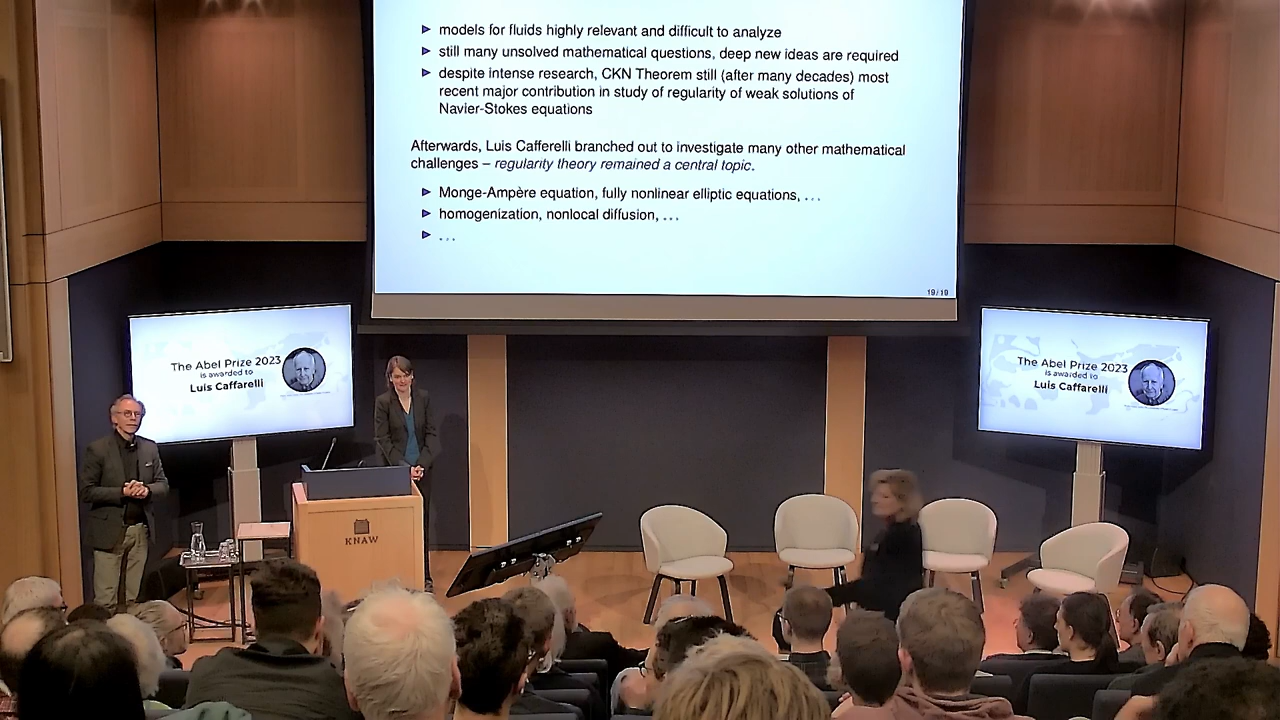 ▶ models for fluids highly relevant and difficult to analyze
▶ still many unsolved mathematical questions, deep new ideas are required
▶ despite intense research, CKN Theorem still (after many decades) most
recent major contribution in study of regularity of weak solutions of
Navier-Stokes equations
Afterwards, Luis Cafferelli branched out to investigate many other mathematical
challenges – regularity theory remained a central topic.
▶ Monge-Ampère equation, fully nonlinear elliptic equations, ...
▶ homogenization, nonlocal diffusion, ...
▶ ...
19/19
The Abel Prize 2023
is awarded to
Luis Caffarelli
The Abel Prize 2023
is awarded to
Luis Caffarelli
KNAW